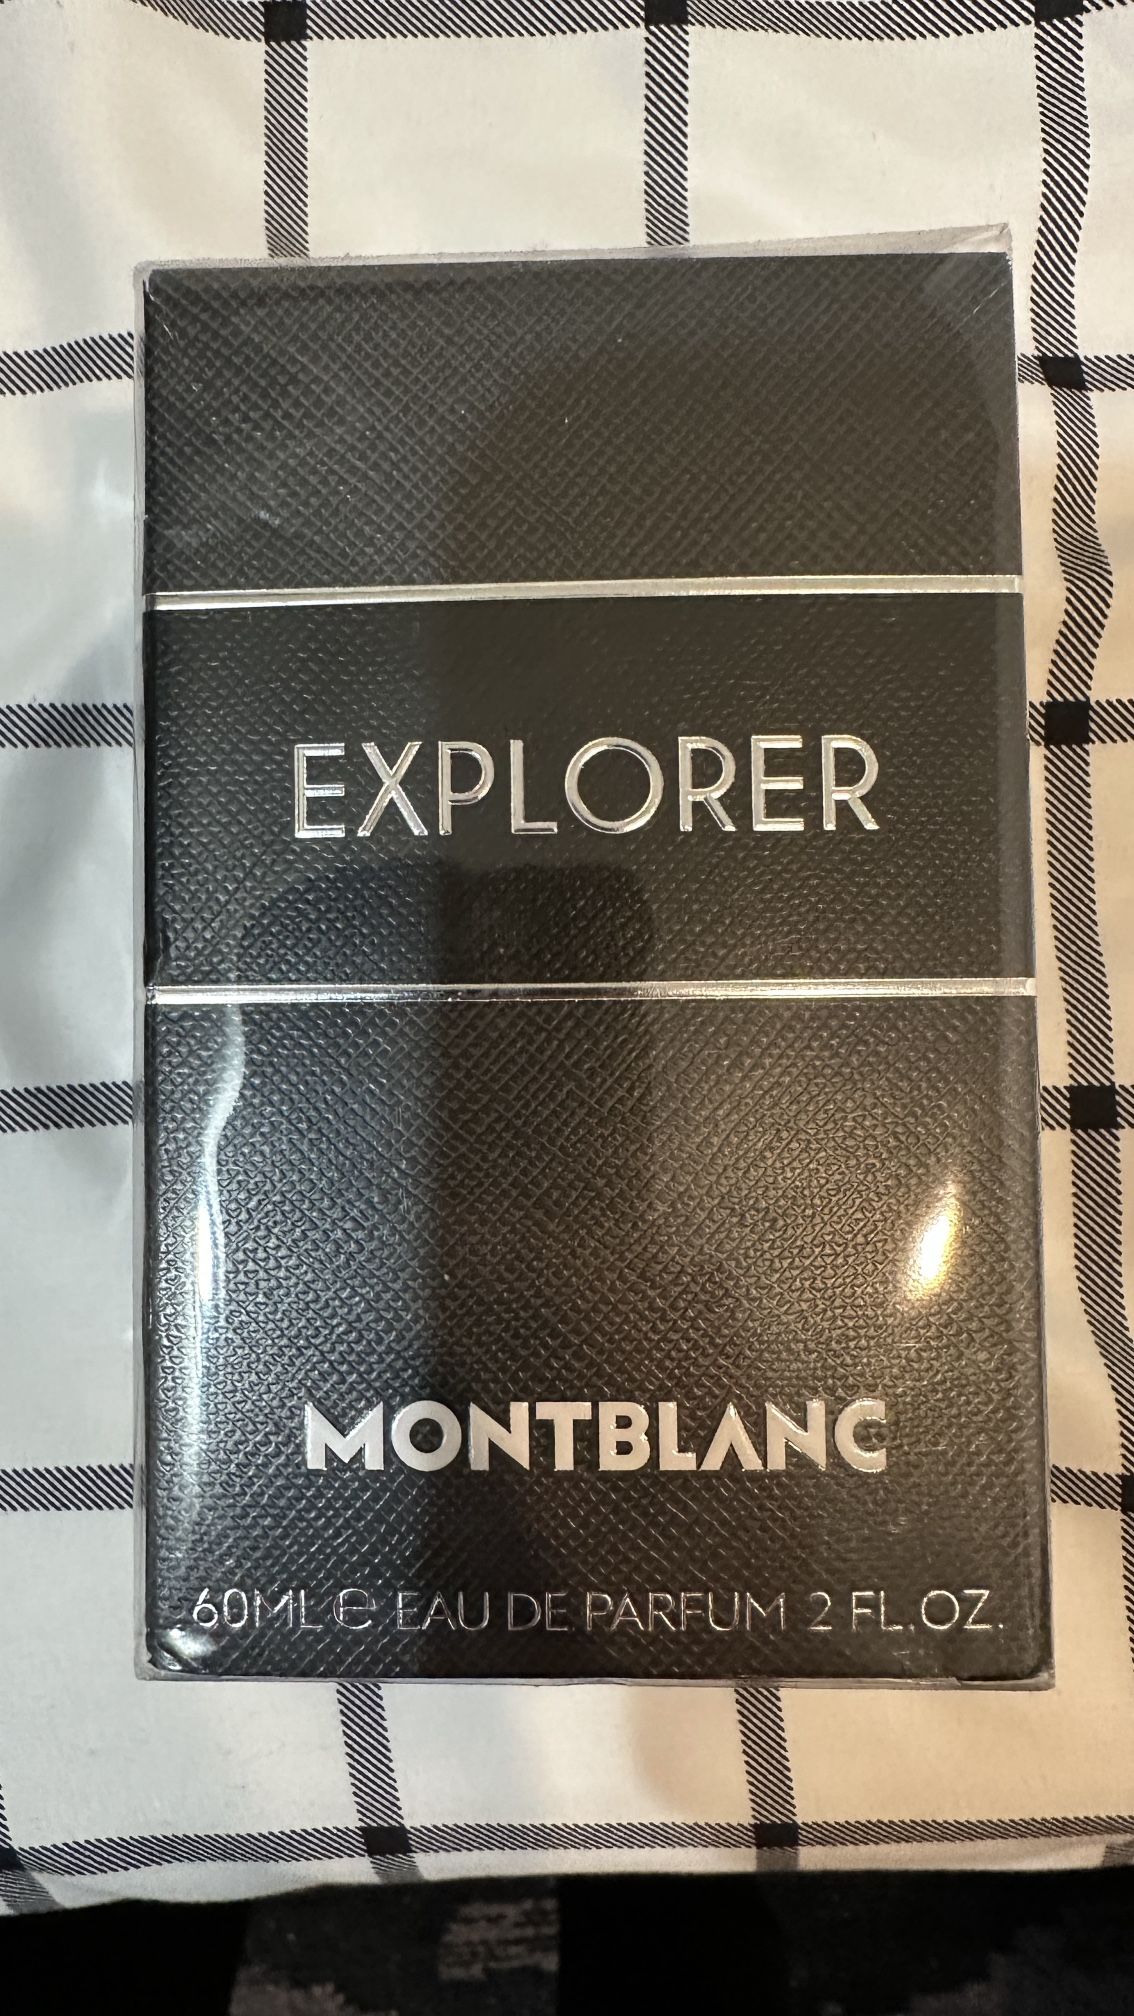 EXPLORER
MONTBLANC
60ML ℮ EAU DE PARFUM 2 FL.OZ.